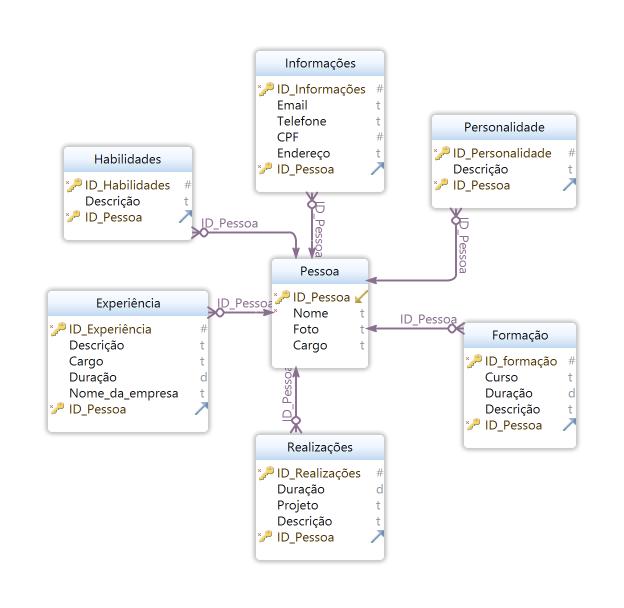 Informações
ID_Informações #
Email t
Telefone t
CPF #
Endereço t
ID_Pessoa
Personalidade
ID_Personalidade #
Descrição t
ID_Pessoa
Habilidades
ID_Habilidades #
Descrição t
ID_Pessoa
ID_Pessoa
ID_Pessoa
ID_Pessoa
Pessoa
ID_Pessoa
Nome t
Foto t
Cargo t
Experiência
ID_Experiência #
Descrição t
Cargo t
Duração d
Nome_da_empresa t
ID_Pessoa
ID_Pessoa
ID_Pessoa
Formação
ID_formação #
Curso t
Duração d
Descrição t
ID_Pessoa
ID_Pessoa
Realizações
ID_Realizações #
Duração d
Projeto t
Descrição t
ID_Pessoa